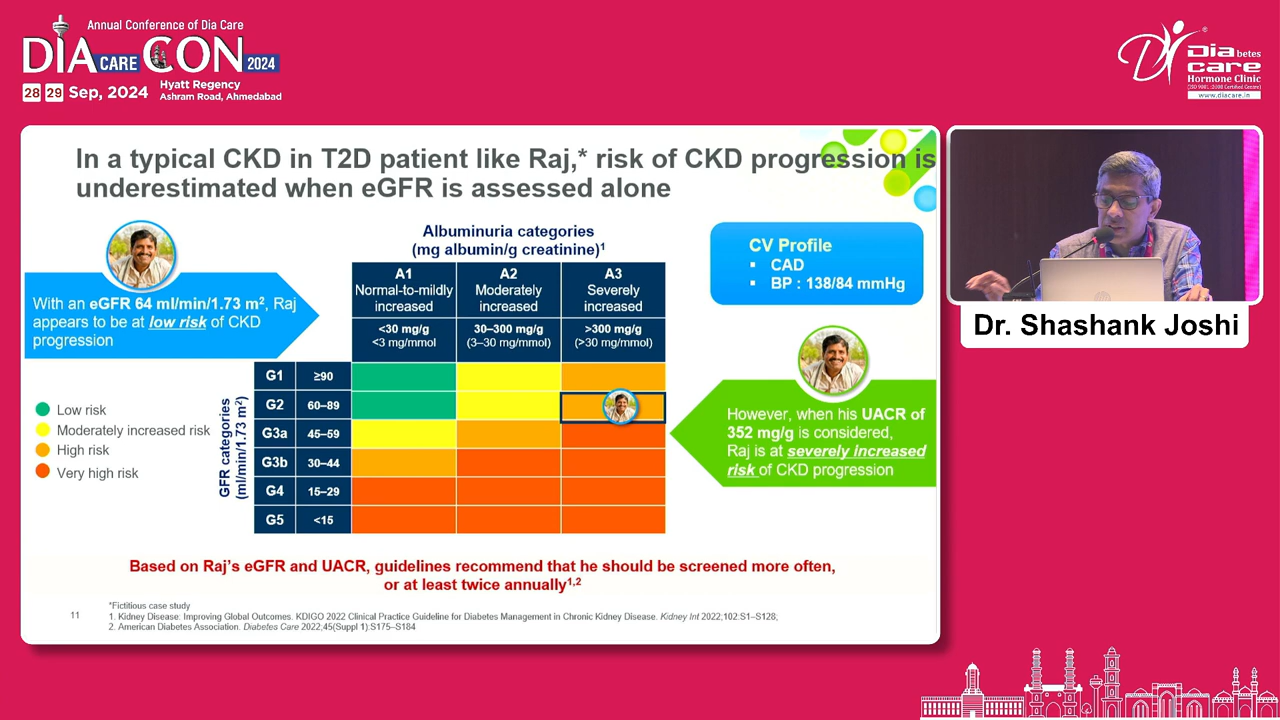 Annual Conference of Dia Care
DIA CARE CON 2024
28 29 Sep, 2024
Hyatt Regency
Ashram Road, Ahmedabad
Diabetes
care
Hormone Clinic
(ISO 9001:2008 Certified Centre)
www.diacare.in
In a typical CKD in T2D patient like Raj,* risk of CKD progression is
underestimated when eGFR is assessed alone
With an eGFR 64 ml/min/1.73 m², Raj
appears to be at low risk of CKD
progression
Low risk
Moderately increased risk
High risk
Very high risk
Albuminuria categories
(mg albumin/g creatinine)¹
A1
Normal-to-mildly
increased
A2
Moderately
increased
A3
Severely
increased
<30 mg/g
<3 mg/mmol
30–300 mg/g
(3–30 mg/mmol)
>300 mg/g
(>30 mg/mmol)
GFR categories
(ml/min/1.73 m²)
G1 ≥90
G2 60–89
G3a 45–59
G3b 30–44
G4 15–29
G5 <15
CV Profile
▪ CAD
▪ BP : 138/84 mmHg
However, when his UACR of
352 mg/g is considered,
Raj is at severely increased
risk of CKD progression
Based on Raj's eGFR and UACR, guidelines recommend that he should be screened more often,
or at least twice annually¹,²
11
*Fictitious case study
1. Kidney Disease: Improving Global Outcomes. KDIGO 2022 Clinical Practice Guideline for Diabetes Management in Chronic Kidney Disease. Kidney Int 2022;102:S1–S128;
2. American Diabetes Association. Diabetes Care 2022;45(Suppl 1):S175–S184
Dr. Shashank Joshi